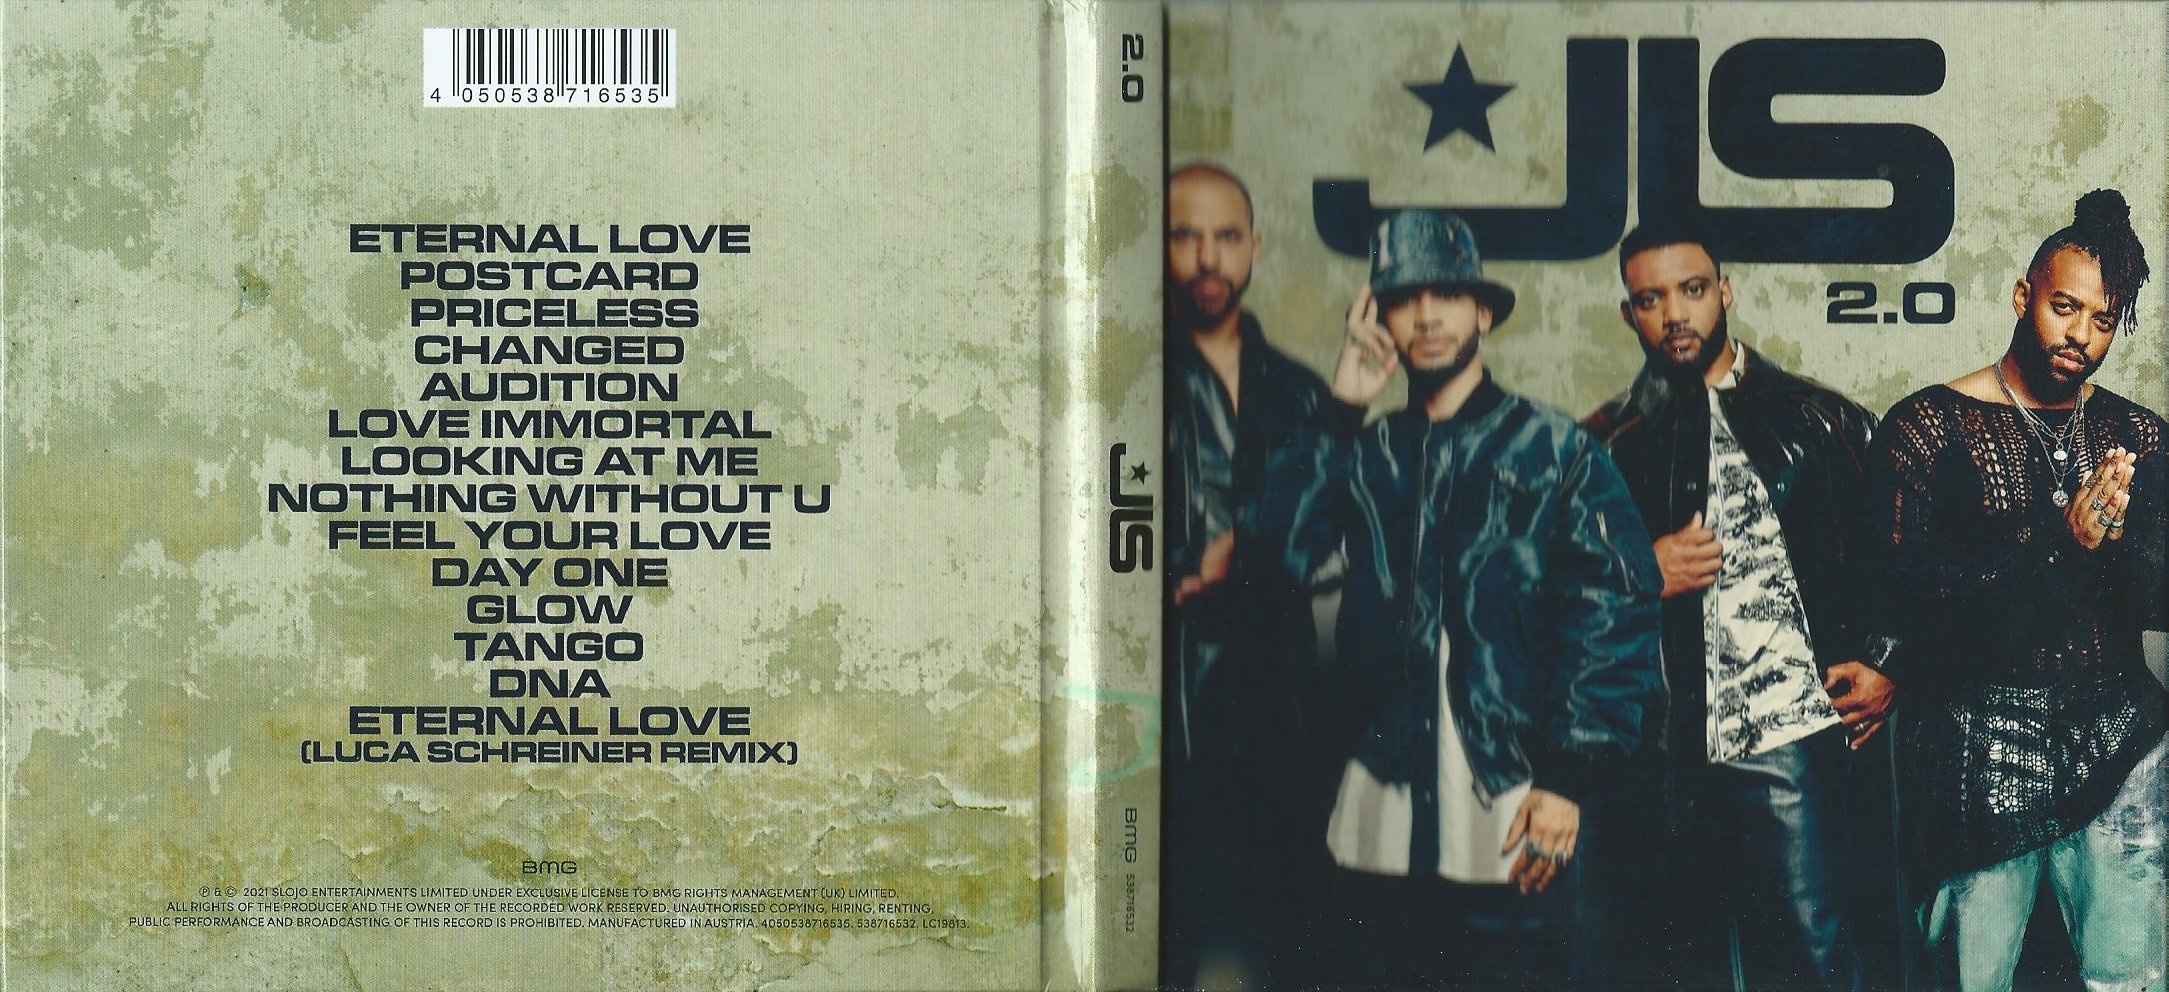 4 050538 716535
ETERNAL LOVE
POSTCARD
PRICELESS
CHANGED
AUDITION
LOVE IMMORTAL
LOOKING AT ME
NOTHING WITHOUT U
FEEL YOUR LOVE
DAY ONE
GLOW
TANGO
DNA
ETERNAL LOVE
(LUCA SCHREINER REMIX)
BMG
℗ & © 2021 SLOJO ENTERTAINMENTS LIMITED UNDER EXCLUSIVE LICENSE TO BMG RIGHTS MANAGEMENT (UK) LIMITED.
ALL RIGHTS OF THE PRODUCER AND THE OWNER OF THE RECORDED WORK RESERVED. UNAUTHORISED COPYING, HIRING, RENTING,
PUBLIC PERFORMANCE AND BROADCASTING OF THIS RECORD IS PROHIBITED. MANUFACTURED IN AUSTRIA. 4050538716535. 538716532. LC19813.
2.0
JLS
BMG 538716532
JLS
2.0